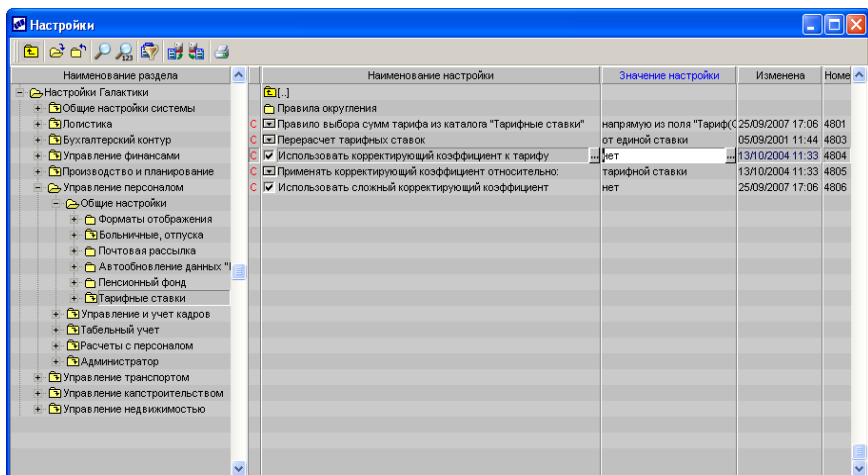 Настройки
Наименование раздела
Наименование настройки Значение настройки Изменена Номе
Настройки Галактики
Общие настройки системы
Логистика
Бухгалтерский контур
Управление финансами
Производство и планирование
Управление персоналом
Общие настройки
Форматы отображения
Больничные, отпуска
Почтовая рассылка
Автообновление данных "
Пенсионный фонд
Тарифные ставки
Управление и учет кадров
Табельный учет
Расчеты с персоналом
Администратор
Управление транспортом
Управление капстроительством
Управление недвижимостью
[..]
Правила округления
С Правило выбора сумм тарифа из каталога "Тарифные ставки" напрямую из поля "Тариф( 25/09/2007 17:06 4801
С Перерасчет тарифных ставок от единой ставки 05/09/2001 11:44 4803
С Использовать корректирующий коэффициент к тарифу ... нет ... 13/10/2004 11:33 4804
С Применять корректирующий коэффициент относительно: тарифной ставки 13/10/2004 11:33 4805
С Использовать сложный корректирующий коэффициент нет 25/09/2007 17:06 4806